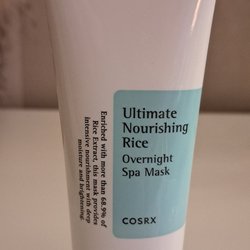 Ultimate
Nourishing
Rice
Overnight
Spa Mask
COSRX
Enriched with more than 68.9% of
Rice Extract, this mask provides
intensive nourishment with deep
moisture and brightening.